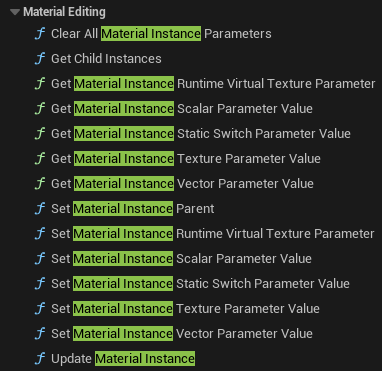 Material Editing
Clear All Material Instance Parameters
Get Child Instances
Get Material Instance Runtime Virtual Texture Parameter
Get Material Instance Scalar Parameter Value
Get Material Instance Static Switch Parameter Value
Get Material Instance Texture Parameter Value
Get Material Instance Vector Parameter Value
Set Material Instance Parent
Set Material Instance Runtime Virtual Texture Parameter
Set Material Instance Scalar Parameter Value
Set Material Instance Static Switch Parameter Value
Set Material Instance Texture Parameter Value
Set Material Instance Vector Parameter Value
Update Material Instance